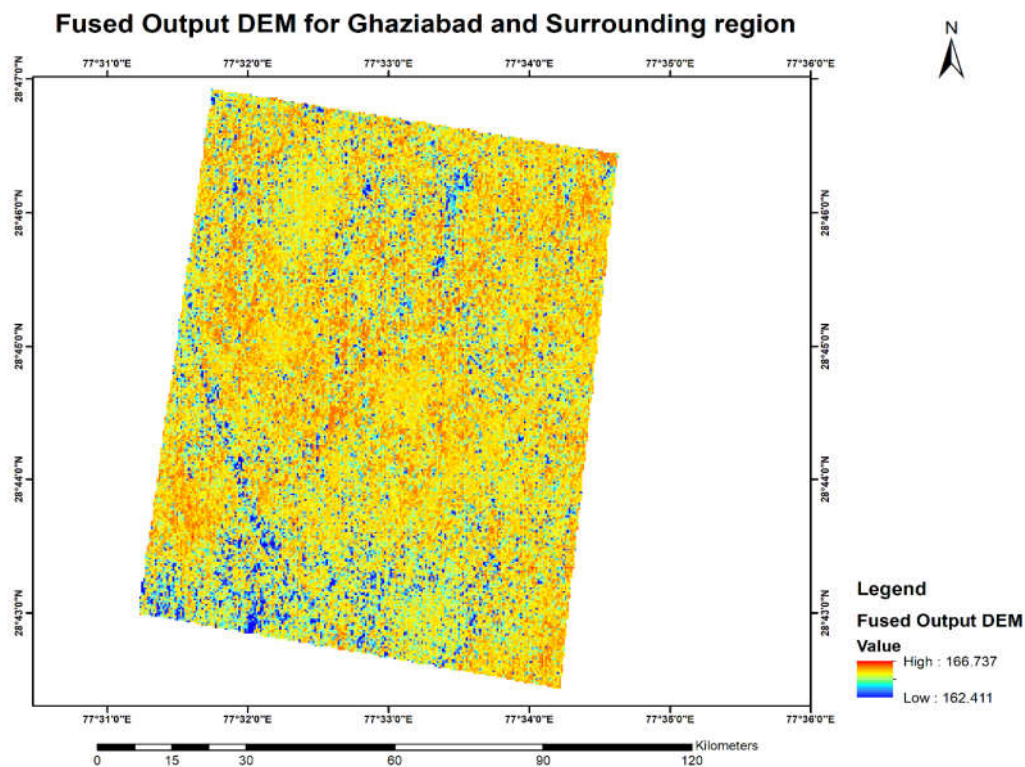 Fused Output DEM for Ghaziabad and Surrounding region
N
77°31'0"E 77°32'0"E 77°33'0"E 77°34'0"E 77°35'0"E 77°36'0"E
28°47'0"N 28°47'0"N
28°46'0"N 28°46'0"N
28°45'0"N 28°45'0"N
28°44'0"N 28°44'0"N
28°43'0"N 28°43'0"N
77°31'0"E 77°32'0"E 77°33'0"E 77°34'0"E 77°35'0"E 77°36'0"E
Legend
Fused Output DEM
Value
High : 166.737
Low : 162.411
Kilometers
0 15 30 60 90 120